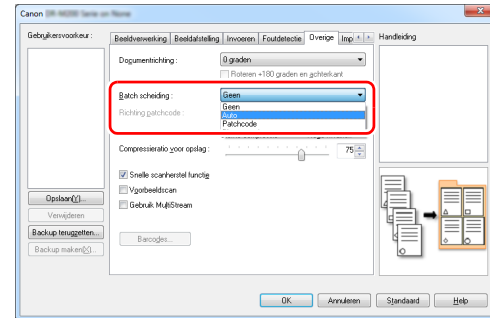 Canon
on None
Gebruikersvoorkeur :
Beeldverwerking Beeldafstelling Invoeren Foutdetectie Overige Imp
Handleiding
Documentrichting :
0 graden
Roteren +180 graden en achterkant
Batch scheiding :
Geen
Richting patchcode :
Geen
Auto
Patchcode
Compressieratio voor opslag :
75
Snelle scanherstel functie
Voorbeeldscan
Gebruik MultiStream
Barcodes...
Opslaan(Y)...
Verwijderen
Backup terugzetten...
Backup maken(X)...
OK Annuleren Standaard Help